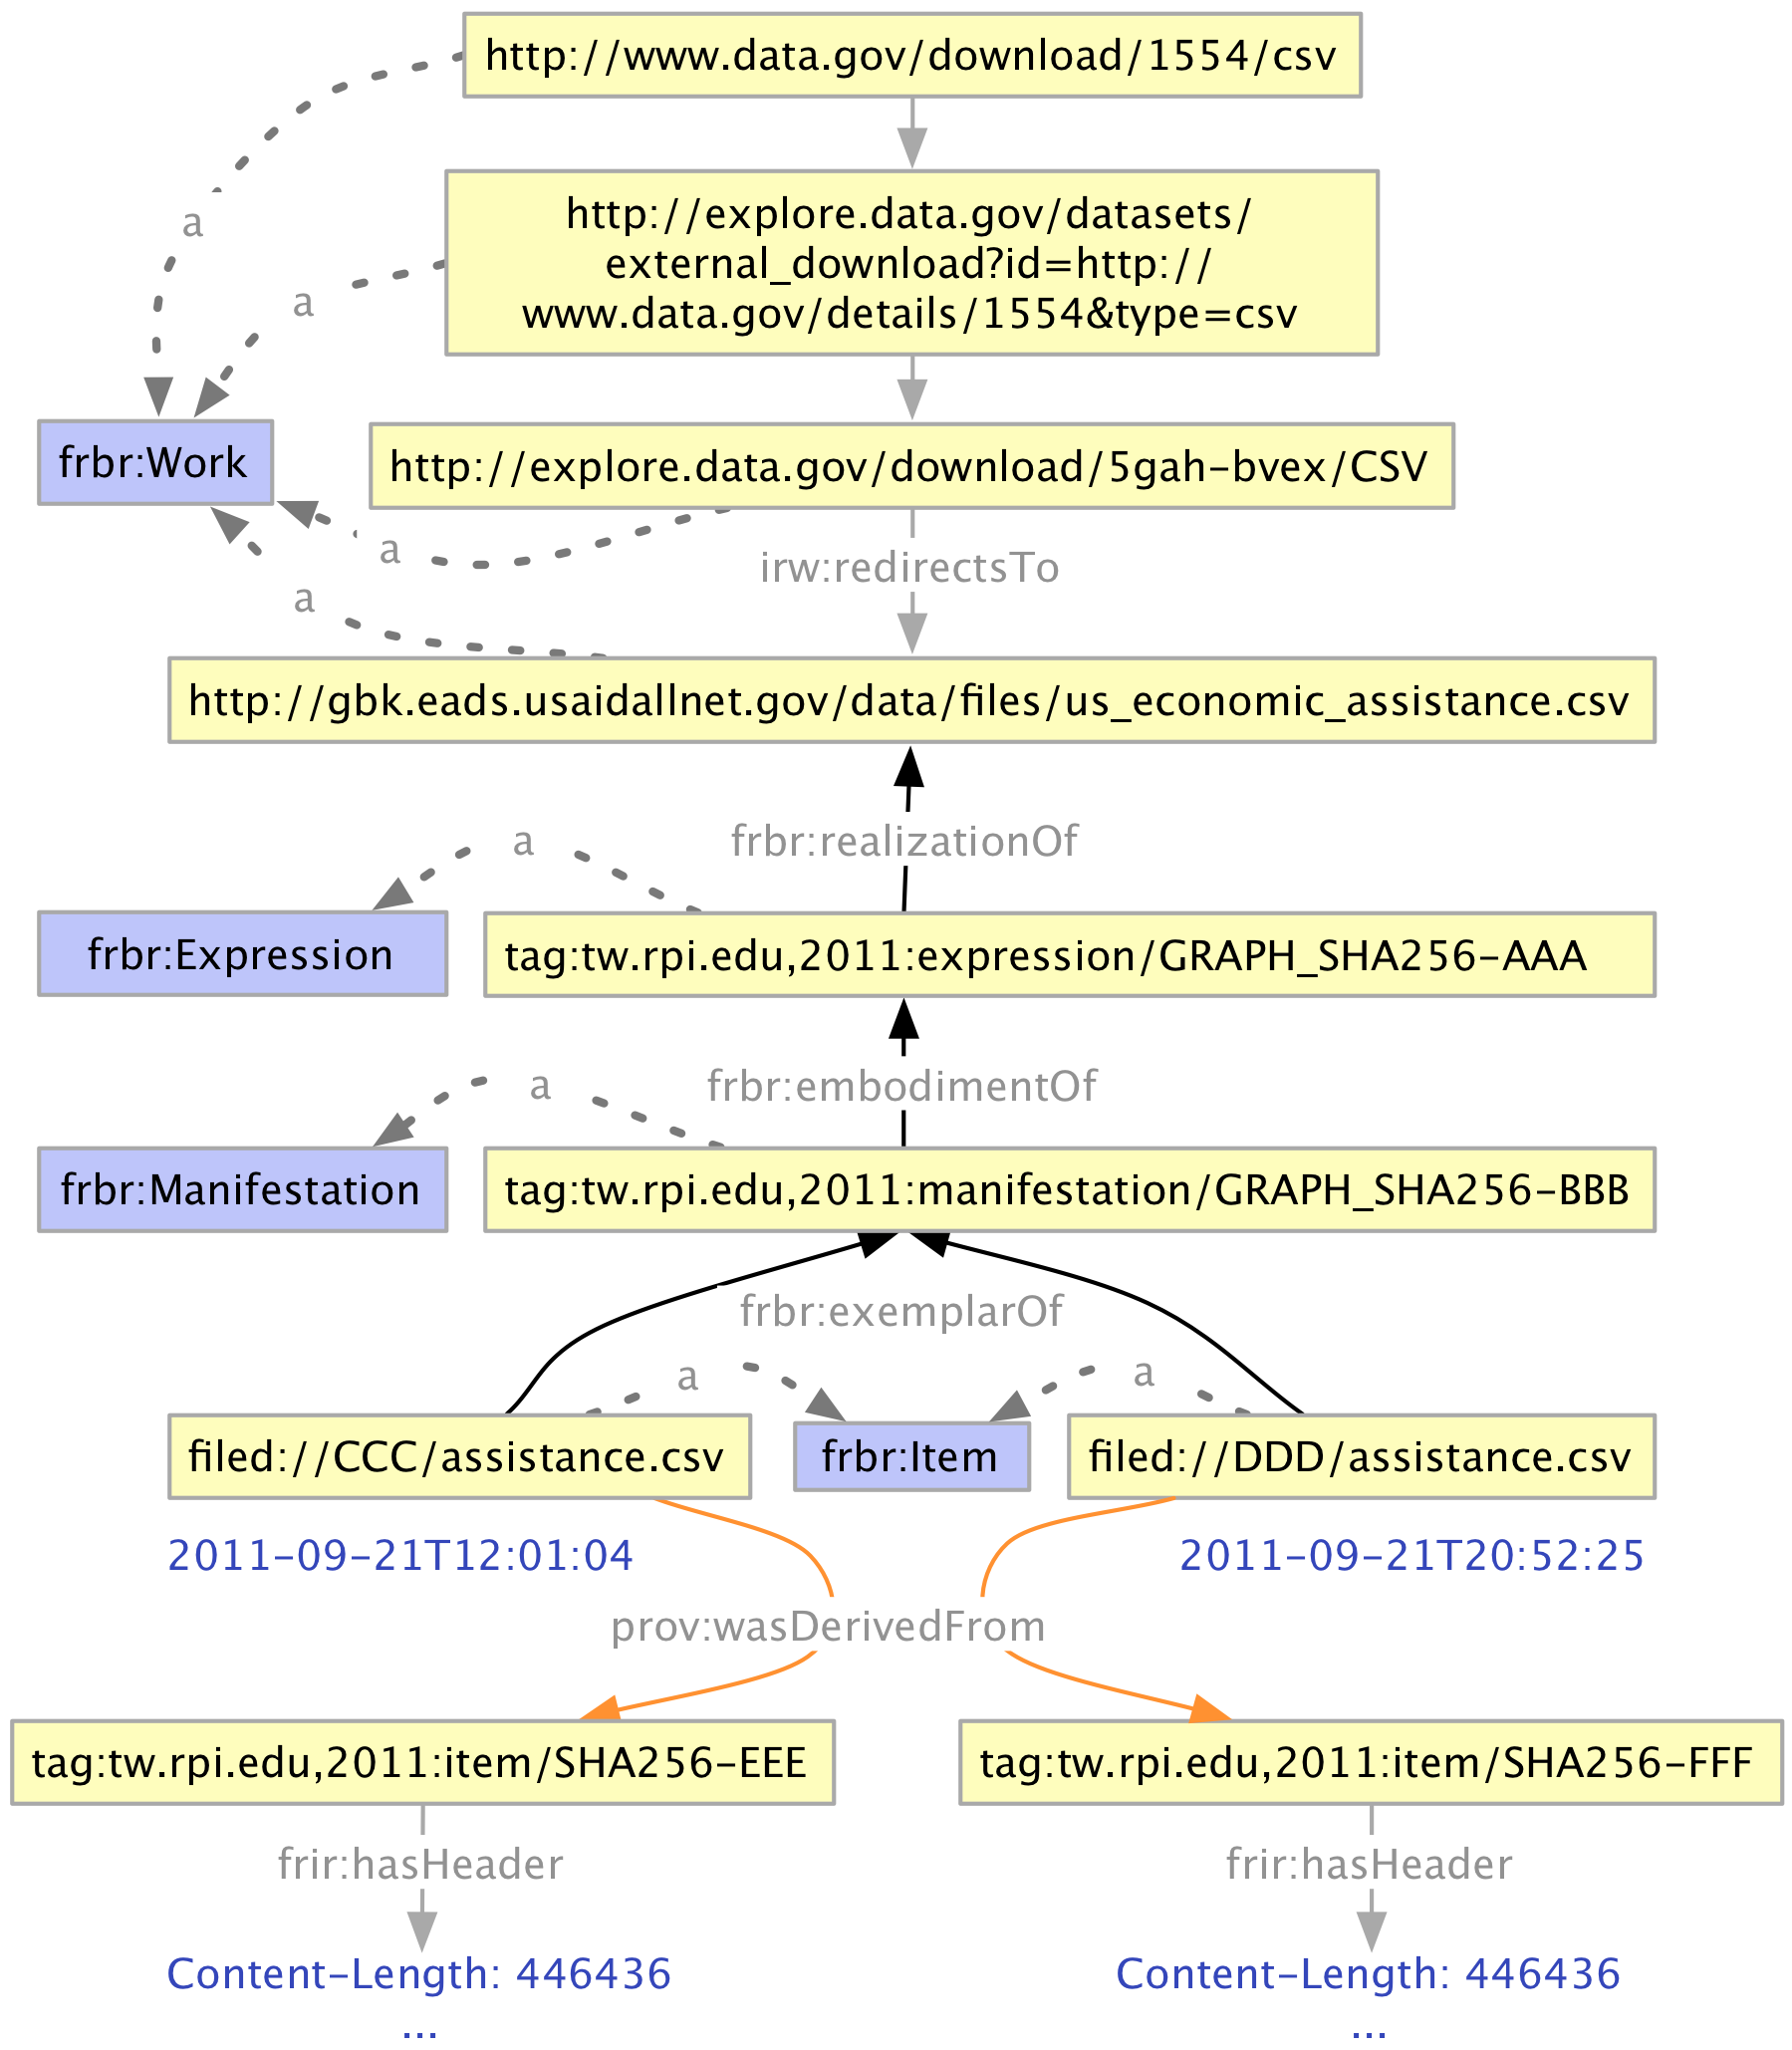 http://www.data.gov/download/1554/csv
a
http://explore.data.gov/datasets/
external_download?id=http://
www.data.gov/details/1554&type=csv
a
frbr:Work
http://explore.data.gov/download/5gah-bvex/CSV
a
irw:redirectsTo
a
http://gbk.eads.usaidallnet.gov/data/files/us_economic_assistance.csv
a
frbr:realizationOf
frbr:Expression
tag:tw.rpi.edu,2011:expression/GRAPH_SHA256-AAA
a
frbr:embodimentOf
frbr:Manifestation
tag:tw.rpi.edu,2011:manifestation/GRAPH_SHA256-BBB
frbr:exemplarOf
a
a
filed://CCC/assistance.csv
frbr:Item
filed://DDD/assistance.csv
2011-09-21T12:01:04
2011-09-21T20:52:25
prov:wasDerivedFrom
tag:tw.rpi.edu,2011:item/SHA256-EEE
tag:tw.rpi.edu,2011:item/SHA256-FFF
frir:hasHeader
frir:hasHeader
Content-Length: 446436
Content-Length: 446436
...
...